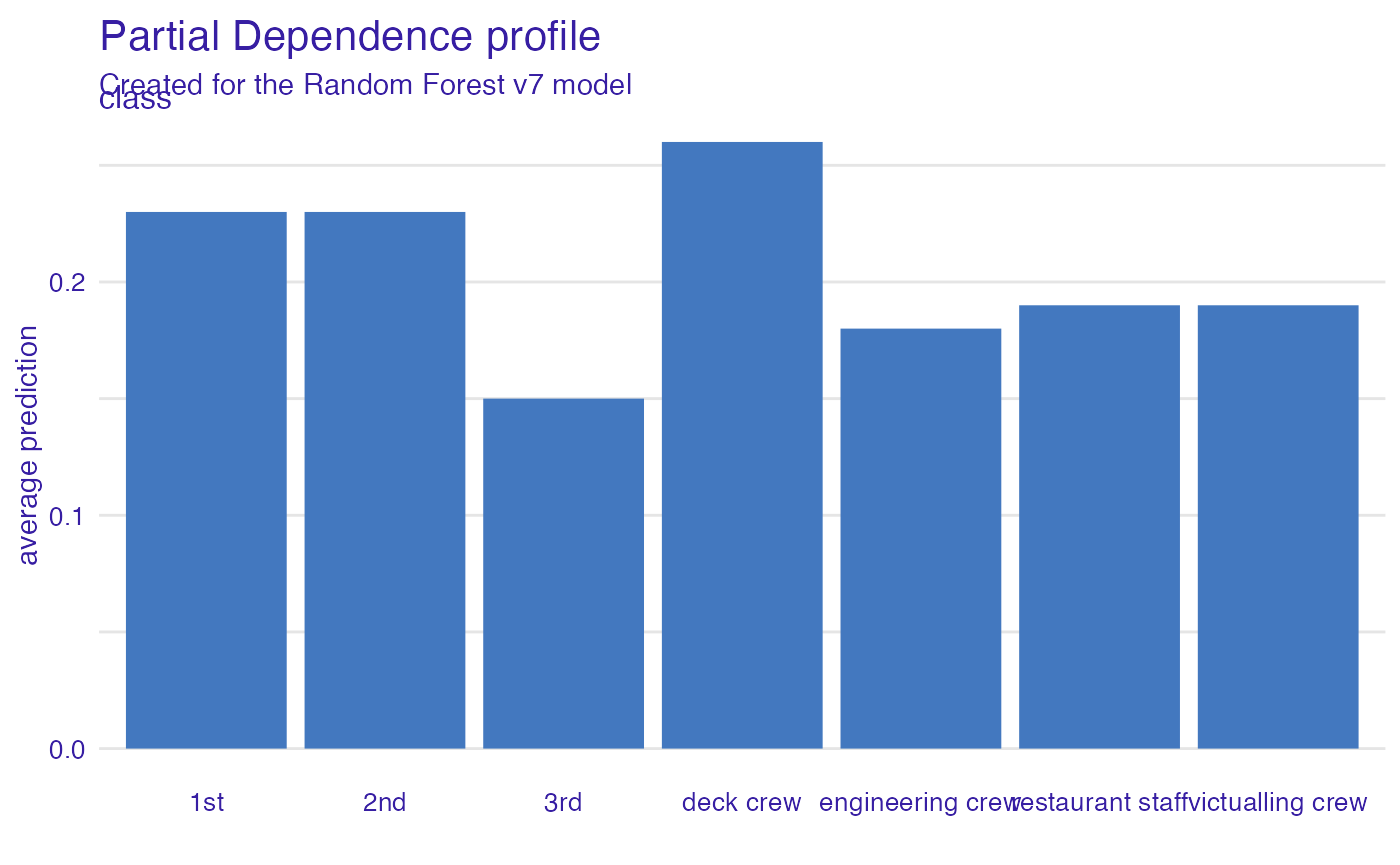 Partial Dependence profile
Created for the Random Forest v7 model
class
average prediction
0.2
0.1
0.0
1st 2nd 3rd deck crew engineering crew restaurant staff victualling crew